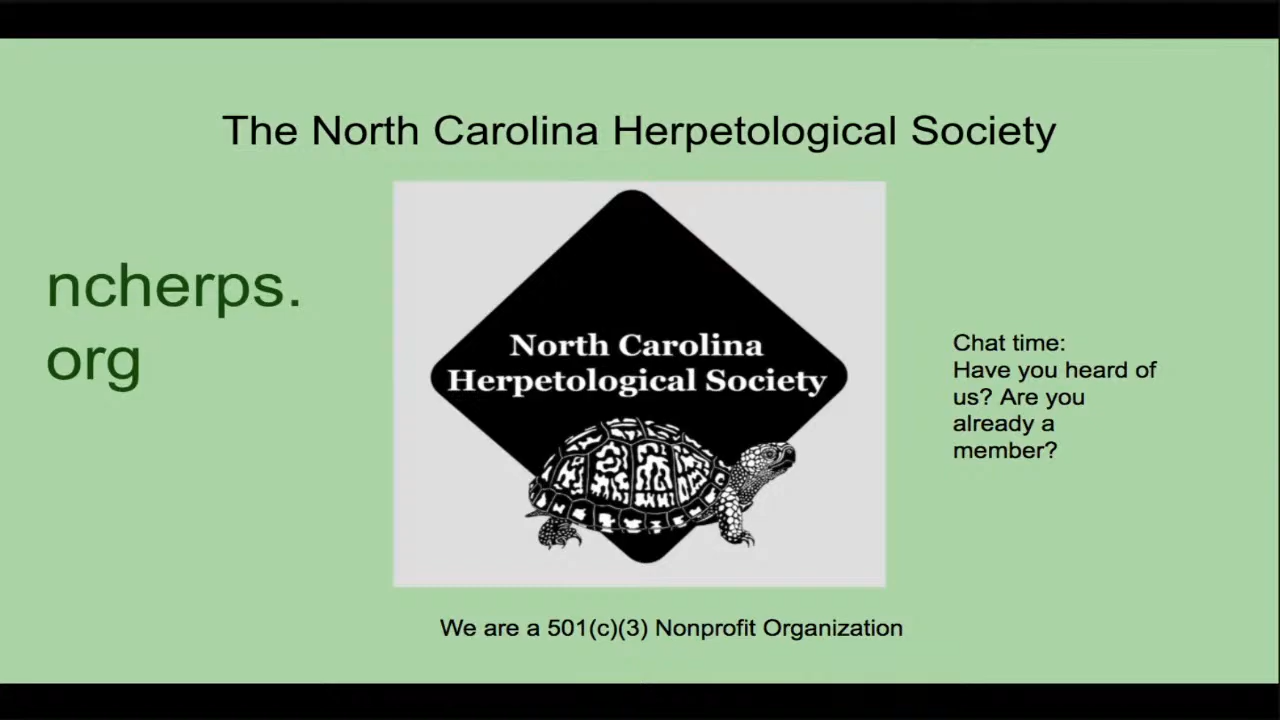 The North Carolina Herpetological Society
ncherps.
org
North Carolina
Herpetological Society
Chat time:
Have you heard of
us? Are you
already a
member?
We are a 501(c)(3) Nonprofit Organization